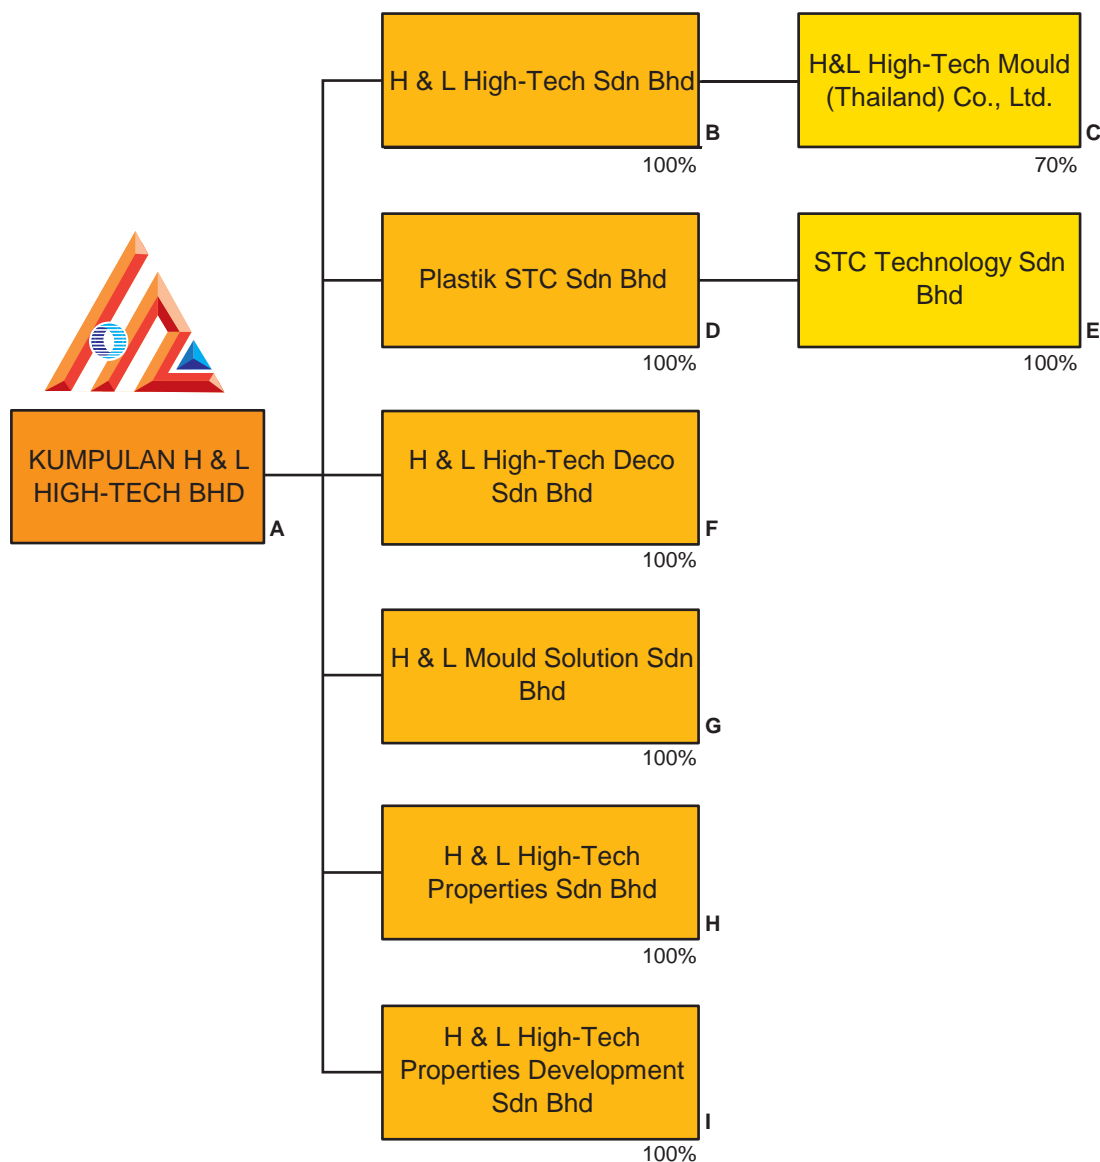 H & L High-Tech Sdn Bhd
B
100%
H&L High-Tech Mould
(Thailand) Co., Ltd.
C
70%
Plastik STC Sdn Bhd
D
100%
STC Technology Sdn
Bhd
E
100%
KUMPULAN H & L
HIGH-TECH BHD
A
H & L High-Tech Deco
Sdn Bhd
F
100%
H & L Mould Solution Sdn
Bhd
G
100%
H & L High-Tech
Properties Sdn Bhd
H
100%
H & L High-Tech
Properties Development
Sdn Bhd
I
100%